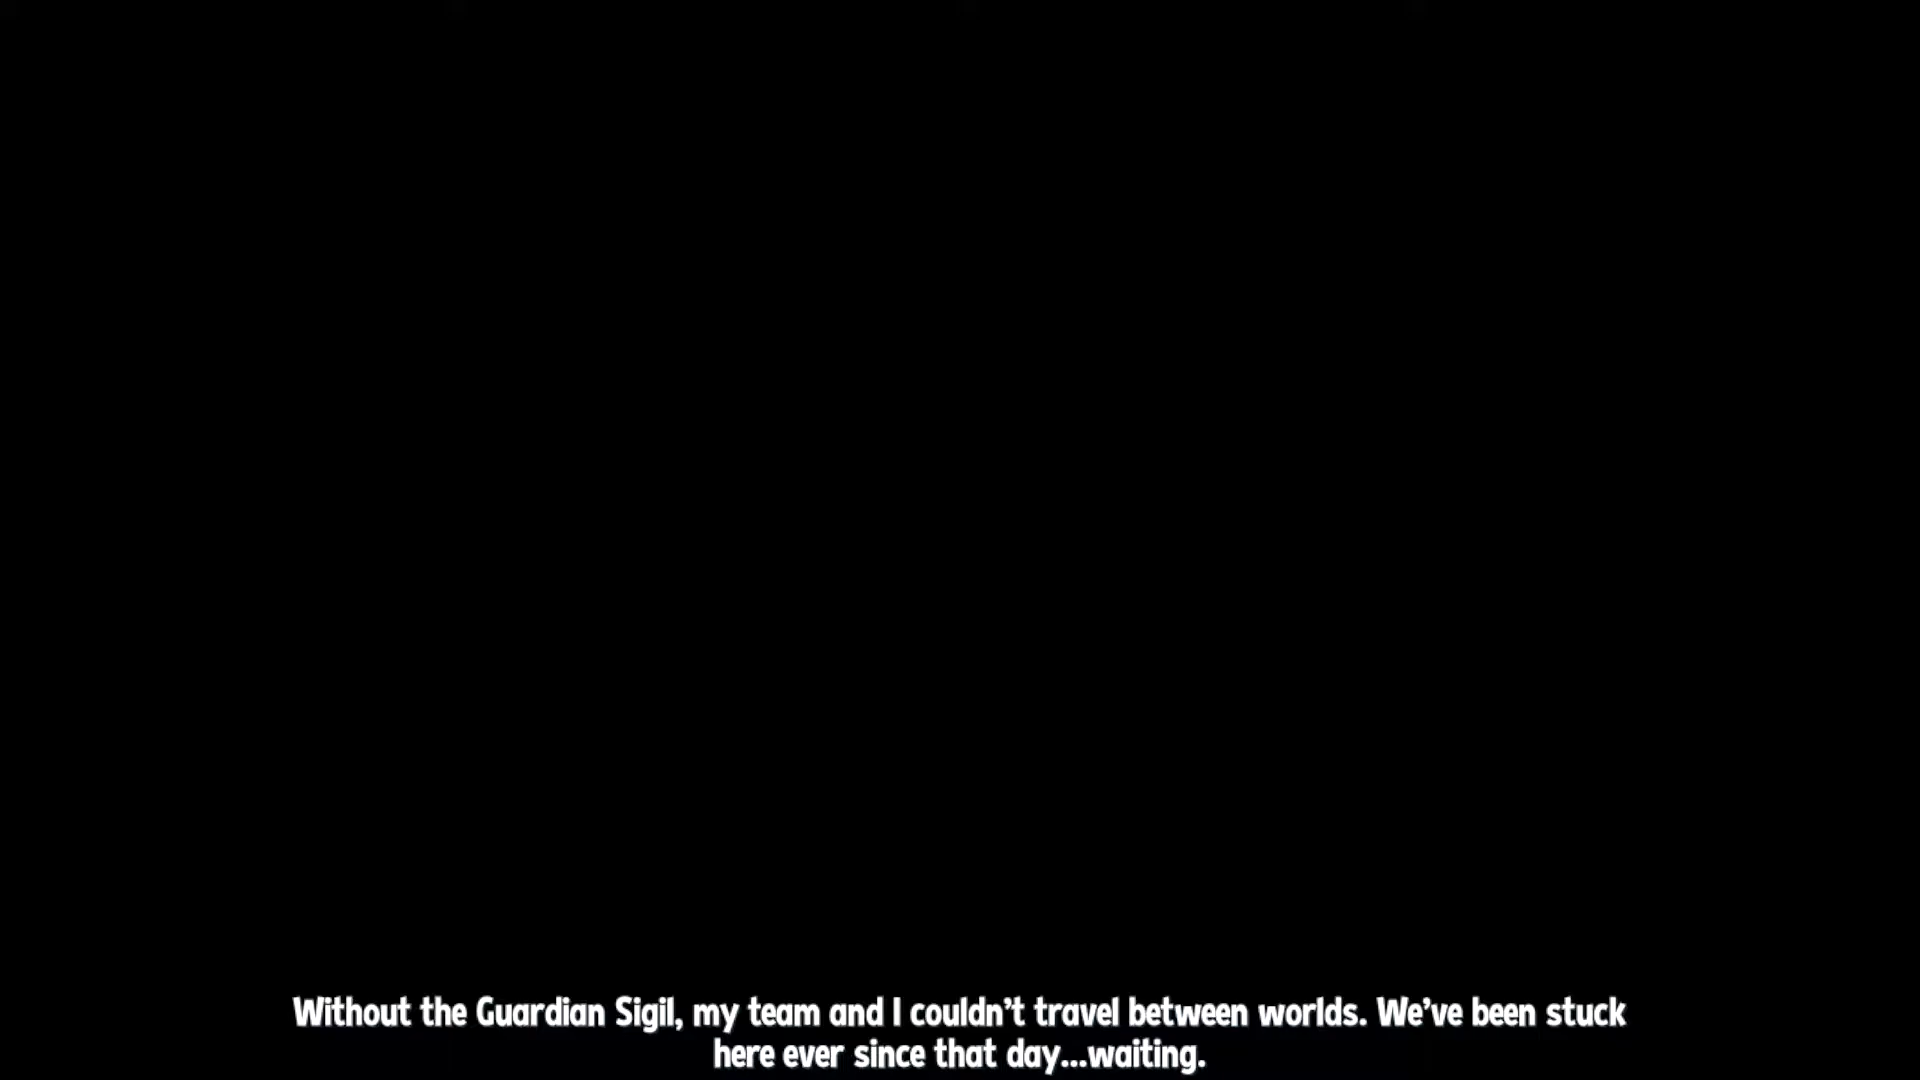 Without the Guardian Sigil, my team and I couldn’t travel between worlds. We’ve been stuck
here ever since that day...waiting.